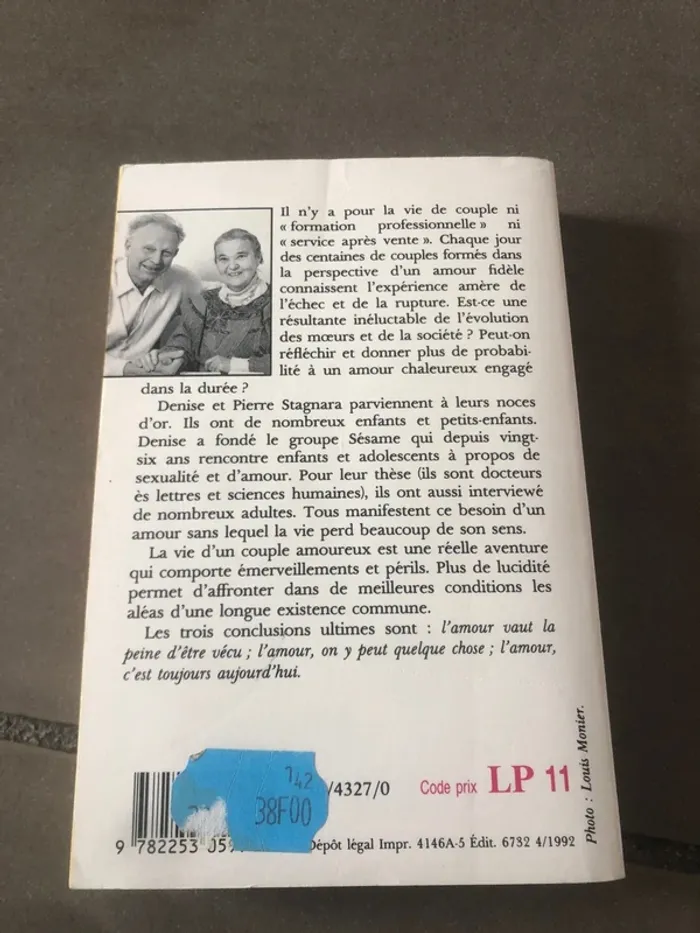 Il n'y a pour la vie de couple ni
« formation professionnelle » ni
« service après vente ». Chaque jour
des centaines de couples formés dans
la perspective d'un amour fidèle
connaissent l'expérience amère de
l'échec et de la rupture. Est-ce une
résultante inéluctable de l'évolution
des mœurs et de la société ? Peut-on
réfléchir et donner plus de probabi-
lité à un amour chaleureux engagé
dans la durée ?
Denise et Pierre Stagnara parviennent à leurs noces
d'or. Ils ont de nombreux enfants et petits-enfants.
Denise a fondé le groupe Sésame qui depuis vingt-
six ans rencontre enfants et adolescents à propos de
sexualité et d'amour. Pour leur thèse (ils sont docteurs
ès lettres et sciences humaines), ils ont aussi interviewé
de nombreux adultes. Tous manifestent ce besoin d'un
amour sans lequel la vie perd beaucoup de son sens.
La vie d'un couple amoureux est une réelle aventure
qui comporte émerveillements et périls. Plus de lucidité
permet d'affronter dans de meilleures conditions les
aléas d'une longue existence commune.
Les trois conclusions ultimes sont : l'amour vaut la
peine d'être vécu ; l'amour, on y peut quelque chose ; l'amour,
c'est toujours aujourd'hui.
142
38F00
/4327/0 Code prix LP 11
9 782253 059 Dépôt légal Impr. 4146A-5 Édit. 6732 4/1992
Photo : Louis Monier.